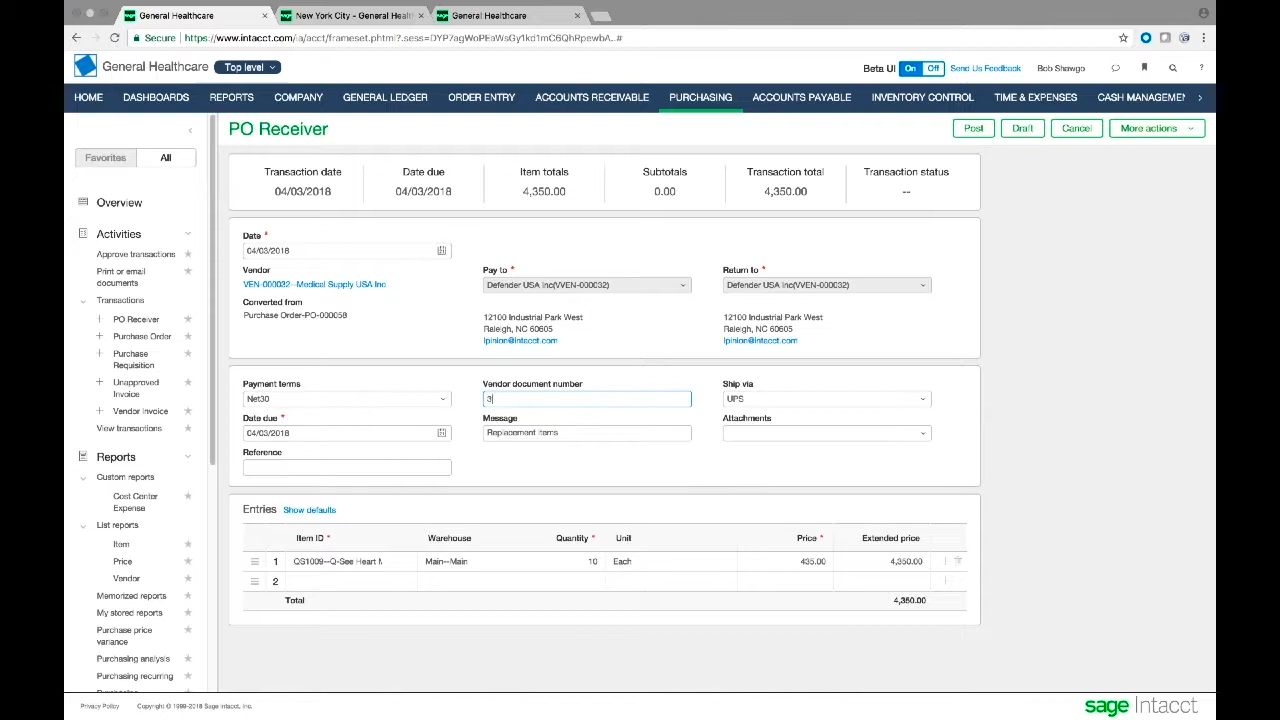 General Healthcare
New York City - General Healt
General Healthcare
Secure
https://www.intacct.com/ia/acct/frameset.phtml?.sess=DYP7agWoPEaWsGy1kd1mC6QhRpewbA..#
General Healthcare
Top level
Beta UI
On
Off
Send Us Feedback
Bob Shawgo
?
HOME
DASHBOARDS
REPORTS
COMPANY
GENERAL LEDGER
ORDER ENTRY
ACCOUNTS RECEIVABLE
PURCHASING
ACCOUNTS PAYABLE
INVENTORY CONTROL
TIME & EXPENSES
CASH MANAGEMEN
Favorites
All
Overview
Activities
Approve transactions
Print or email
documents
Transactions
PO Receiver
Purchase Order
Purchase
Requisition
Unapproved
Invoice
Vendor Invoice
View transactions
Reports
Custom reports
Cost Center
Expense
List reports
Item
Price
Vendor
Memorized reports
My stored reports
Purchase price
variance
Purchasing analysis
Purchasing recurring
PO Receiver
Post
Draft
Cancel
More actions
Transaction date
04/03/2018
Date due
04/03/2018
Item totals
4,350.00
Subtotals
0.00
Transaction total
4,350.00
Transaction status
--
Date *
04/03/2018
Vendor
VEN-000032--Medical Supply USA Inc
Converted from
Purchase Order-PO-000058
Pay to *
Defender USA Inc(VVEN-000032)
12100 Industrial Park West
Raleigh, NC 60605
lpinion@intacct.com
Return to *
Defender USA Inc(VVEN-000032)
12100 Industrial Park West
Raleigh, NC 60605
lpinion@intacct.com
Payment terms
Net30
Vendor document number
3
Ship via
UPS
Date due *
04/03/2018
Message
Replacement items
Attachments
Reference
Entries
Show defaults
Item ID *
Warehouse
Quantity *
Unit
Price *
Extended price
1
QS1009--Q-See Heart M
Main--Main
10
Each
435.00
4,350.00
2
Total
4,350.00
Privacy Policy
Copyright © 1999-2018 Sage Intacct, Inc.
sage Intacct